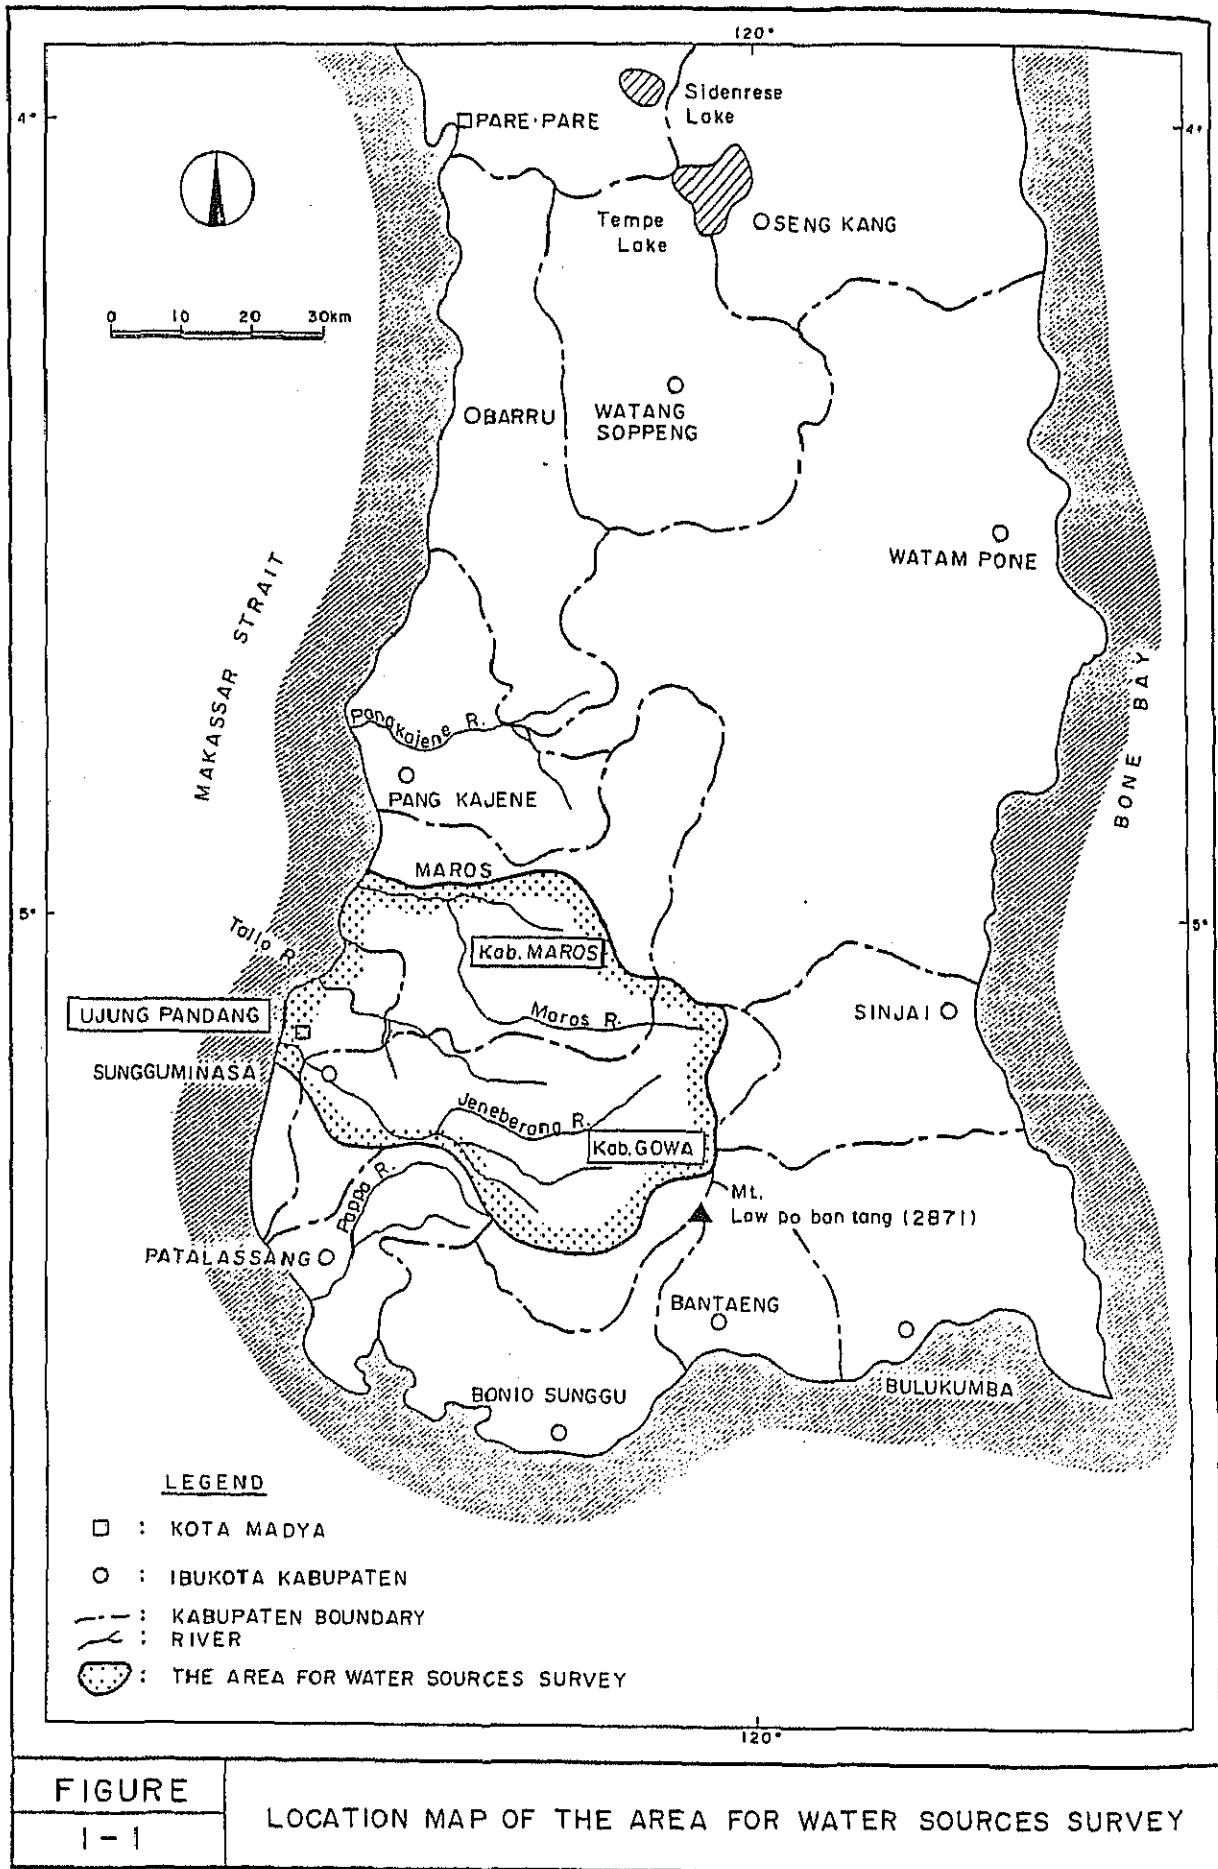 120°
4°
4°
Sidenrese
Lake
PARE·PARE
Tempe
Lake
SENG KANG
0 10 20 30km
BARRU
WATANG
SOPPENG
WATAM PONE
MAKASSAR STRAIT
BONE BAY
Pangkajene R.
PANG KAJENE
MAROS
5°
5°
Tallo R.
Kab. MAROS
UJUNG PANDANG
Maros R.
SINJAI
SUNGGUMINASA
Jeneberang R.
Kab. GOWA
Pappa R.
Mt.
Law po ban tang (2871)
PATALASSANG
BANTAENG
BULUKUMBA
BONIO SUNGGU
LEGEND
: KOTA MADYA
: IBUKOTA KABUPATEN
: KABUPATEN BOUNDARY
: RIVER
: THE AREA FOR WATER SOURCES SURVEY
120°
FIGURE
1-1
LOCATION MAP OF THE AREA FOR WATER SOURCES SURVEY